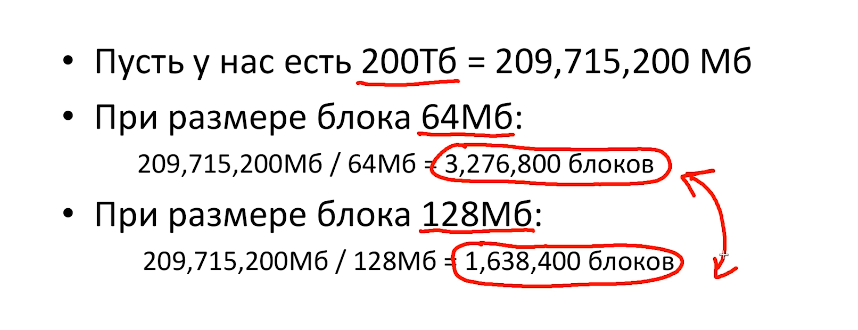 • Пусть у нас есть 200Тб = 209,715,200 Мб
• При размере блока 64Мб:
209,715,200Мб / 64Мб = 3,276,800 блоков
• При размере блока 128Мб:
209,715,200Мб / 128Мб = 1,638,400 блоков